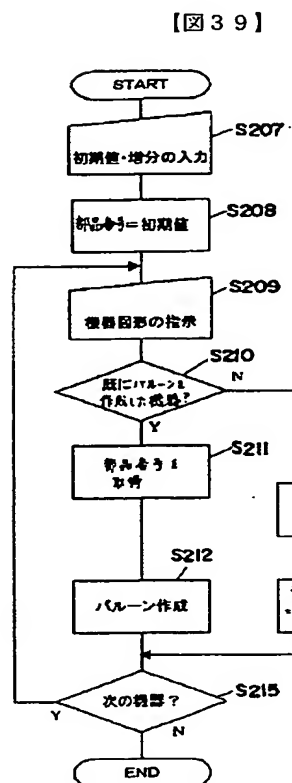 【図39】
START
S207
初期値・増分の入力
S208
部品番号=初期値
S209
機器図形の指示
S210
既にバルーンを
作成した機器?
N
Y
S211
部品番号を
取得
S212
バルーン作成
S215
次の機器?
Y
N
END